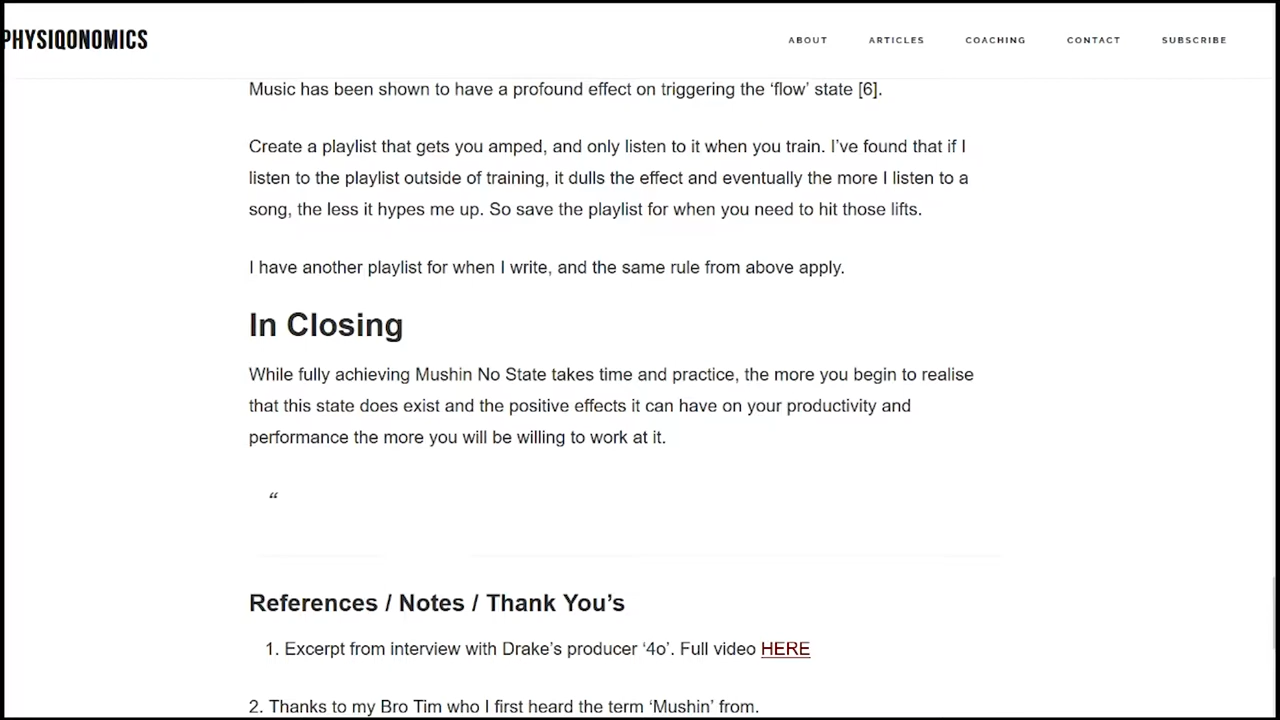 PHYSIQONOMICS
ABOUT ARTICLES COACHING CONTACT SUBSCRIBE
Music has been shown to have a profound effect on triggering the ‘flow’ state [6].
Create a playlist that gets you amped, and only listen to it when you train. I’ve found that if I
listen to the playlist outside of training, it dulls the effect and eventually the more I listen to a
song, the less it hypes me up. So save the playlist for when you need to hit those lifts.
I have another playlist for when I write, and the same rule from above apply.
In Closing
While fully achieving Mushin No State takes time and practice, the more you begin to realise
that this state does exist and the positive effects it can have on your productivity and
performance the more you will be willing to work at it.
“
References / Notes / Thank You’s
1. Excerpt from interview with Drake’s producer ‘4o’. Full video HERE
2. Thanks to my Bro Tim who I first heard the term ‘Mushin’ from.